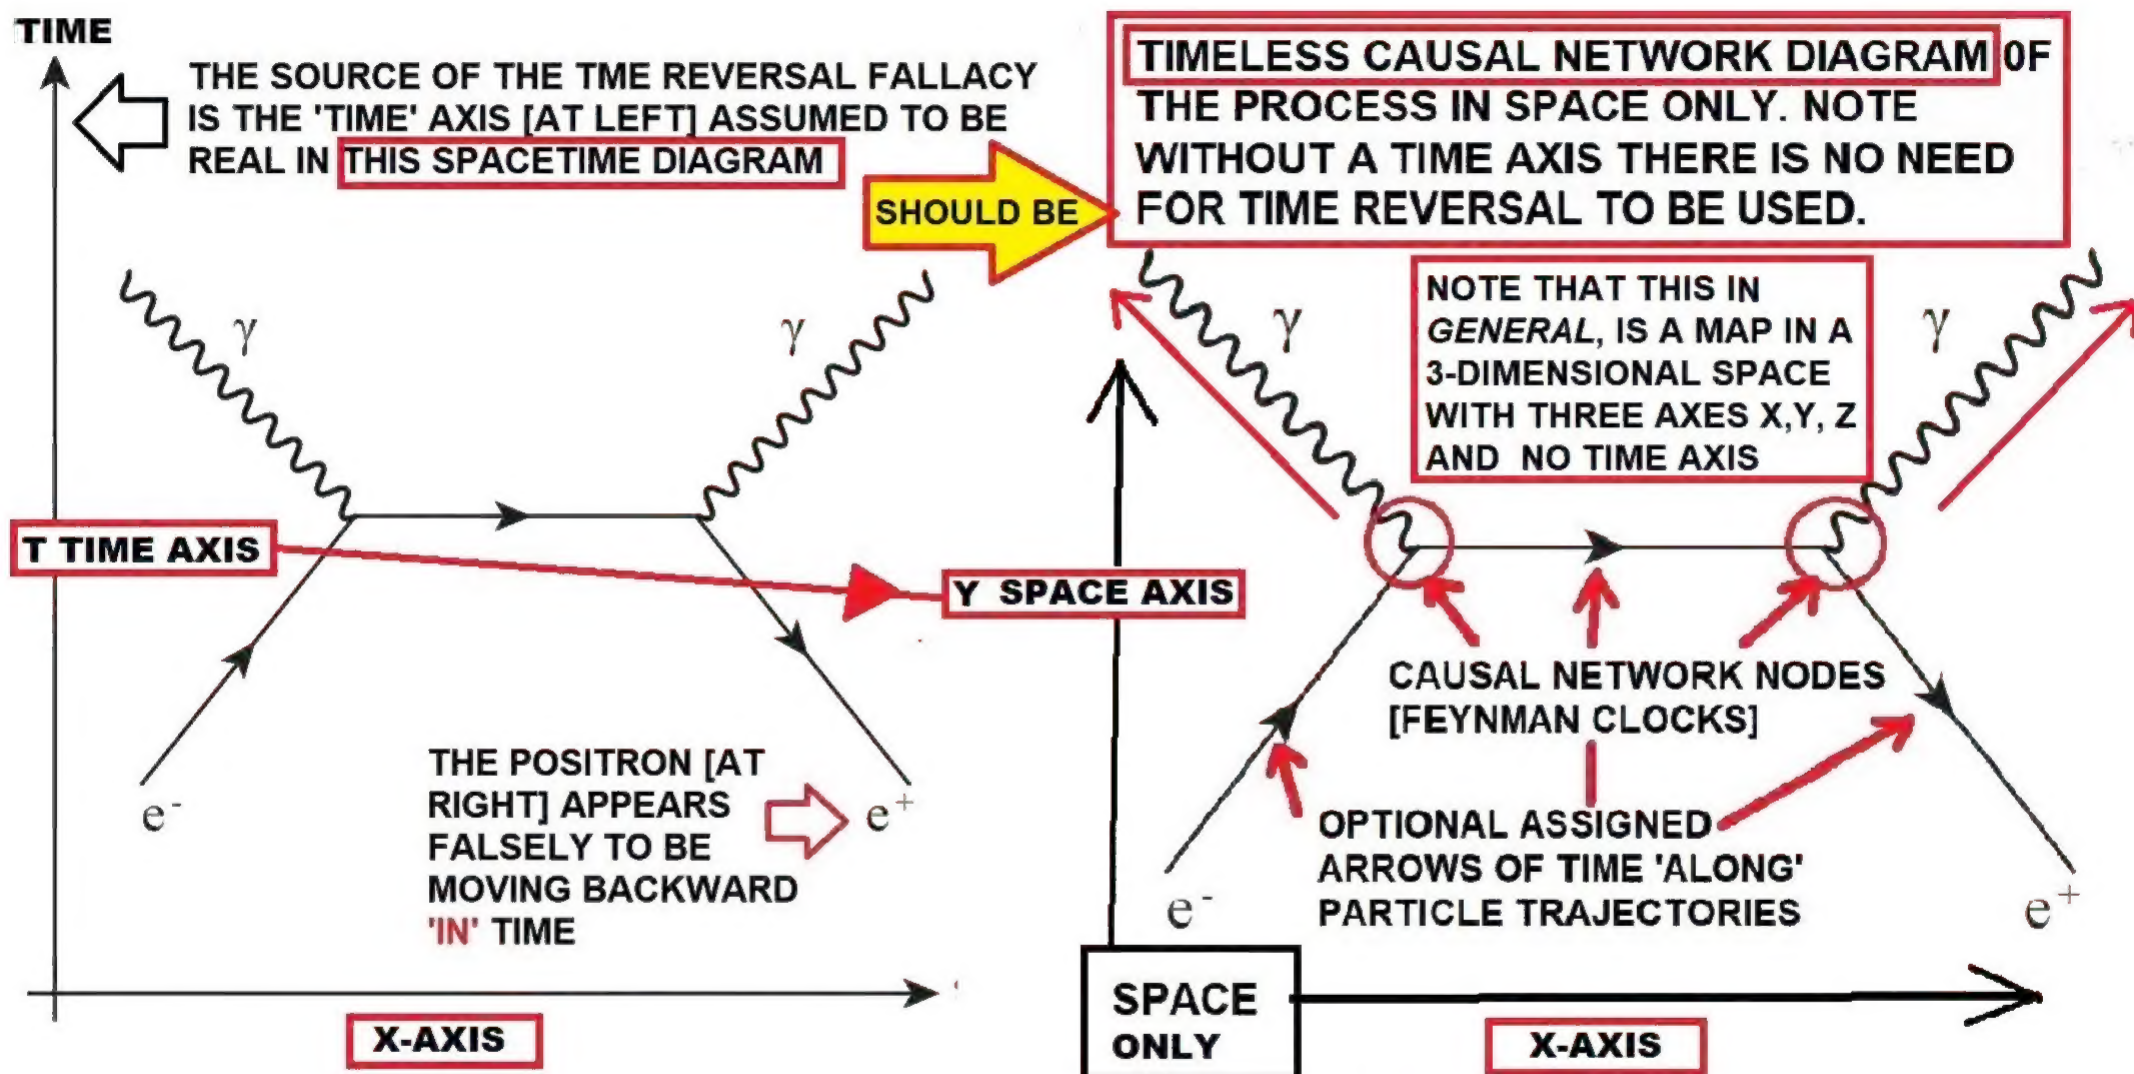 TIME
THE SOURCE OF THE TME REVERSAL FALLACY
IS THE 'TIME' AXIS [AT LEFT] ASSUMED TO BE
REAL IN THIS SPACETIME DIAGRAM
SHOULD BE
TIMELESS CAUSAL NETWORK DIAGRAM 0F
THE PROCESS IN SPACE ONLY. NOTE
WITHOUT A TIME AXIS THERE IS NO NEED
FOR TIME REVERSAL TO BE USED.
γ
γ
γ
NOTE THAT THIS IN
GENERAL, IS A MAP IN A
3-DIMENSIONAL SPACE
WITH THREE AXES X,Y, Z
AND NO TIME AXIS
γ
T TIME AXIS
Y SPACE AXIS
CAUSAL NETWORK NODES
[FEYNMAN CLOCKS]
THE POSITRON [AT
RIGHT] APPEARS
FALSELY TO BE
MOVING BACKWARD
'IN' TIME
e-
e+
OPTIONAL ASSIGNED
ARROWS OF TIME 'ALONG'
PARTICLE TRAJECTORIES
e-
e+
SPACE
ONLY
X-AXIS
X-AXIS